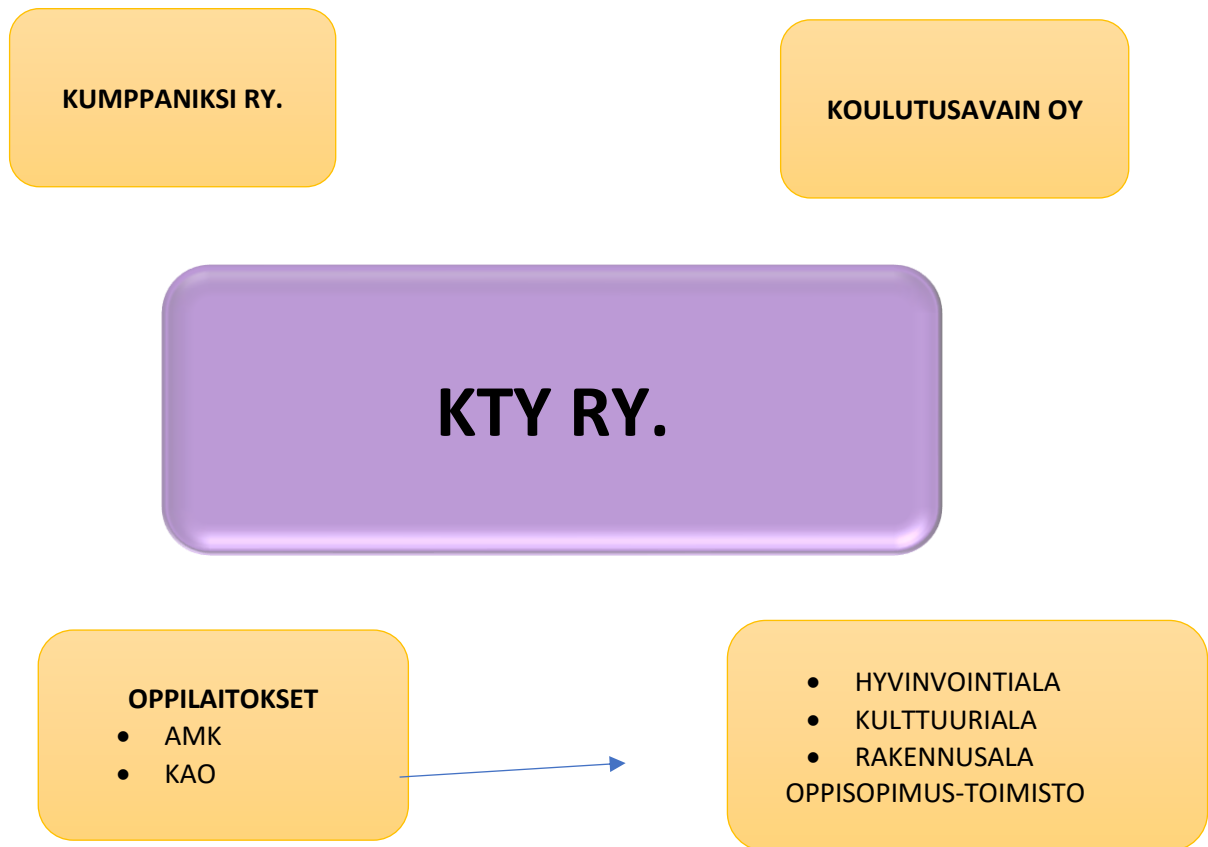 KUMPPANIKSI RY.
KOULUTUSAVAIN OY
KTY RY.
OPPILAITOKSET
• AMK
• KAO
• HYVINVOINTIALA
• KULTTUURIALA
• RAKENNUSALA
OPPISOPIMUS-TOIMISTO